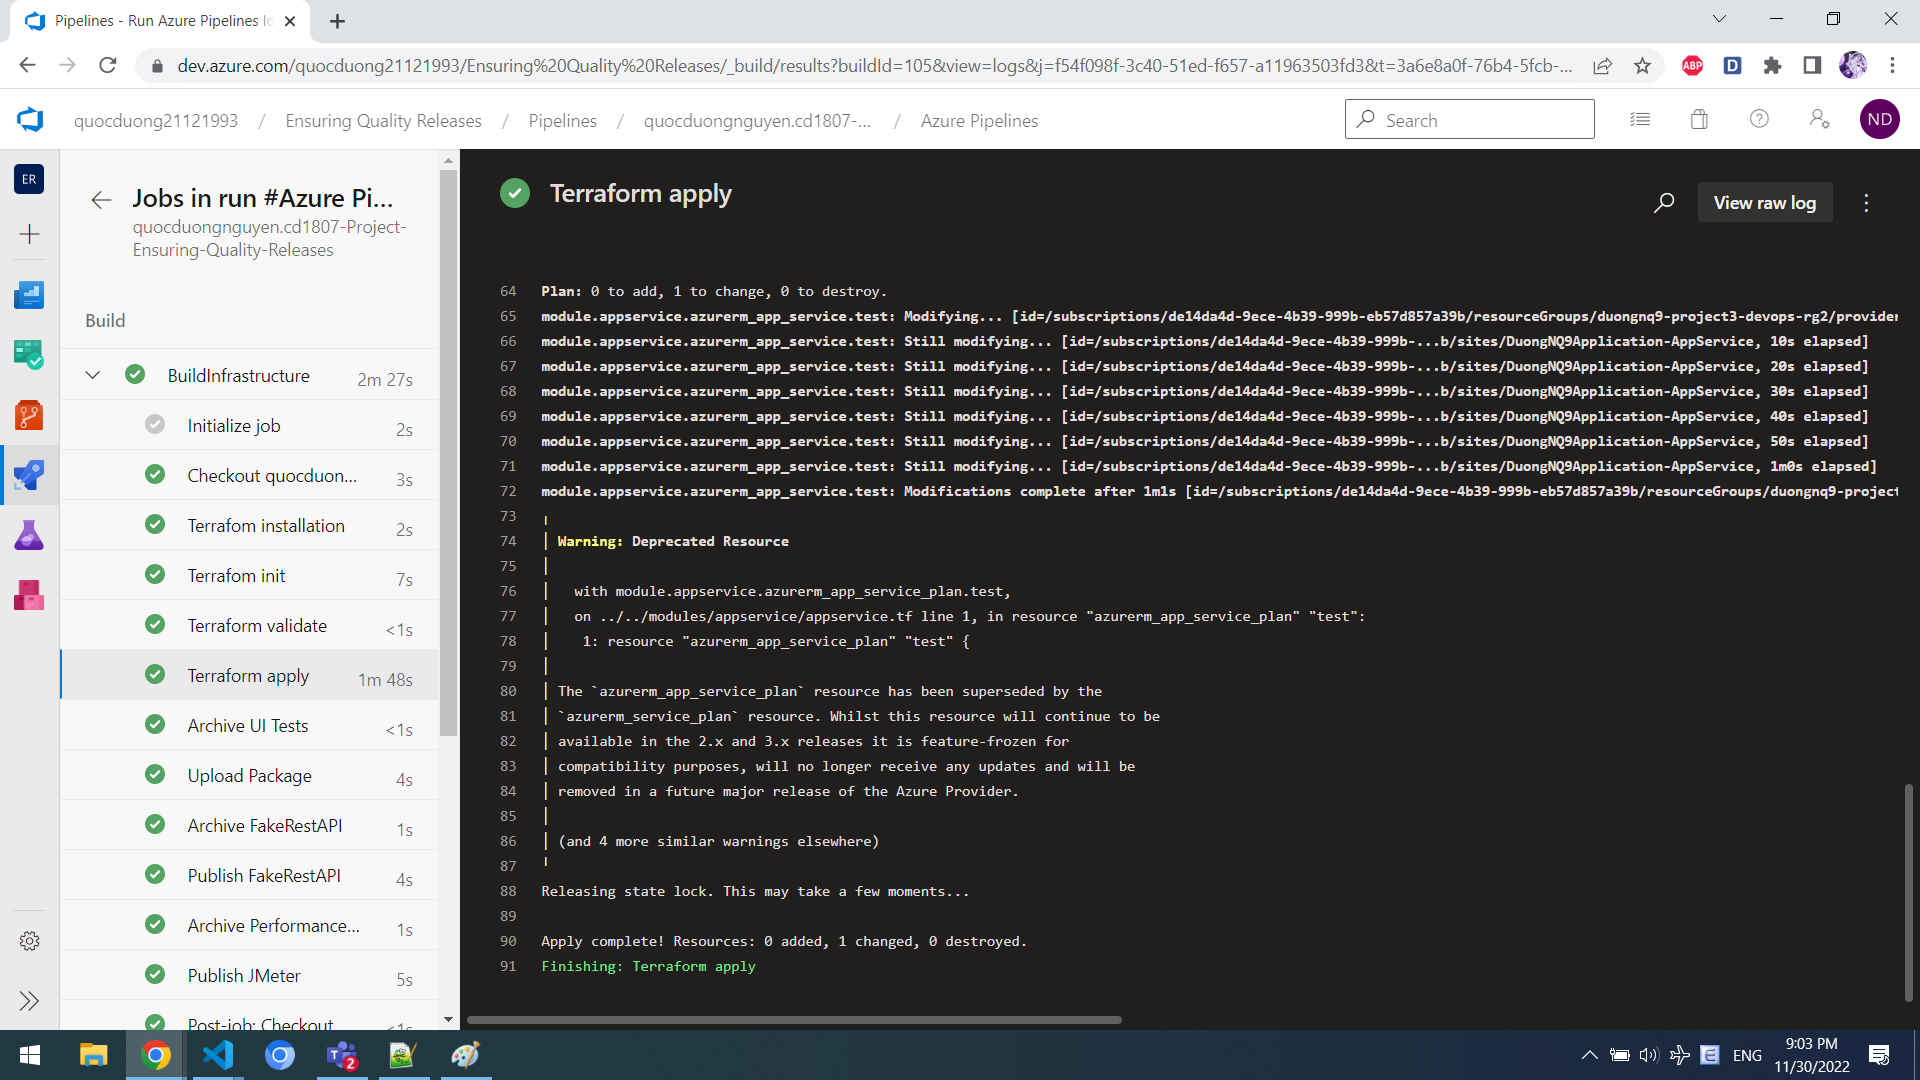 Pipelines - Run Azure Pipelines
dev.azure.com/quocduong21121993/Ensuring%20Quality%20Releases/_build/results?buildId=105&view=logs&j=f54f098f-3c40-51ed-f657-a11963503fd3&t=3a6e8a0f-76b4-5fcb-...
ABP
D
quocduong21121993 / Ensuring Quality Releases / Pipelines / quocduongnguyen.cd1807-... / Azure Pipelines
Search
ND
ER
Jobs in run #Azure Pi...
quocduongnguyen.cd1807-Project-
Ensuring-Quality-Releases
Build
BuildInfrastructure 2m 27s
Initialize job 2s
Checkout quocduon... 3s
Terrafom installation 2s
Terrafom init 7s
Terraform validate <1s
Terraform apply 1m 48s
Archive UI Tests <1s
Upload Package 4s
Archive FakeRestAPI 1s
Publish FakeRestAPI 4s
Archive Performance... 1s
Publish JMeter 5s
Post-job: Checkout <1s
Terraform apply
View raw log
64 Plan: 0 to add, 1 to change, 0 to destroy.
65 module.appservice.azurerm_app_service.test: Modifying... [id=/subscriptions/de14da4d-9ece-4b39-999b-eb57d857a39b/resourceGroups/duongnq9-project3-devops-rg2/provider
66 module.appservice.azurerm_app_service.test: Still modifying... [id=/subscriptions/de14da4d-9ece-4b39-999b-...b/sites/DuongNQ9Application-AppService, 10s elapsed]
67 module.appservice.azurerm_app_service.test: Still modifying... [id=/subscriptions/de14da4d-9ece-4b39-999b-...b/sites/DuongNQ9Application-AppService, 20s elapsed]
68 module.appservice.azurerm_app_service.test: Still modifying... [id=/subscriptions/de14da4d-9ece-4b39-999b-...b/sites/DuongNQ9Application-AppService, 30s elapsed]
69 module.appservice.azurerm_app_service.test: Still modifying... [id=/subscriptions/de14da4d-9ece-4b39-999b-...b/sites/DuongNQ9Application-AppService, 40s elapsed]
70 module.appservice.azurerm_app_service.test: Still modifying... [id=/subscriptions/de14da4d-9ece-4b39-999b-...b/sites/DuongNQ9Application-AppService, 50s elapsed]
71 module.appservice.azurerm_app_service.test: Still modifying... [id=/subscriptions/de14da4d-9ece-4b39-999b-...b/sites/DuongNQ9Application-AppService, 1m0s elapsed]
72 module.appservice.azurerm_app_service.test: Modifications complete after 1m1s [id=/subscriptions/de14da4d-9ece-4b39-999b-eb57d857a39b/resourceGroups/duongnq9-project
73 ╷
74 │ Warning: Deprecated Resource
75 │
76 │ with module.appservice.azurerm_app_service_plan.test,
77 │ on ../../modules/appservice/appservice.tf line 1, in resource "azurerm_app_service_plan" "test":
78 │ 1: resource "azurerm_app_service_plan" "test" {
79 │
80 │ The `azurerm_app_service_plan` resource has been superseded by the
81 │ `azurerm_service_plan` resource. Whilst this resource will continue to be
82 │ available in the 2.x and 3.x releases it is feature-frozen for
83 │ compatibility purposes, will no longer receive any updates and will be
84 │ removed in a future major release of the Azure Provider.
85 │
86 │ (and 4 more similar warnings elsewhere)
87 ╵
88 Releasing state lock. This may take a few moments...
89
90 Apply complete! Resources: 0 added, 1 changed, 0 destroyed.
91 Finishing: Terraform apply
2
ENG
9:03 PM
11/30/2022